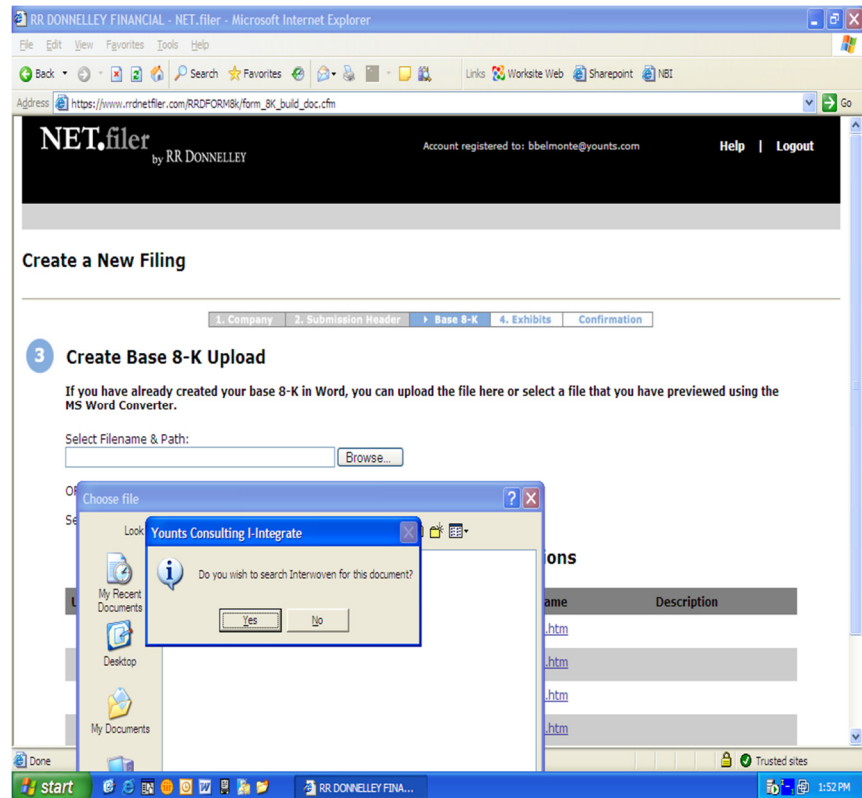 RR DONNELLEY FINANCIAL - NET.filer - Microsoft Internet Explorer
File Edit View Favorites Tools Help
Back Search Favorites Links Worksite Web Sharepoint NBI
Address https://www.rrdnetfiler.com/RRDFORM8k/form_8K_build_doc.cfm Go
NET.filer
by RR DONNELLEY
Account registered to: bbelmonte@younts.com Help | Logout
Create a New Filing
1. Company 2. Submission Header Base 8-K 4. Exhibits Confirmation
3 Create Base 8-K Upload
If you have already created your base 8-K in Word, you can upload the file here or select a file that you have previewed using the
MS Word Converter.
Select Filename & Path:
Browse...
Choose file
Look
Younts Consulting I-Integrate
Do you wish to search Interwoven for this document?
Yes No
My Recent
Documents
Desktop
My Documents
ions
ame Description
.htm
.htm
.htm
.htm
Done Trusted sites
start RR DONNELLEY FINA... 1:52 PM